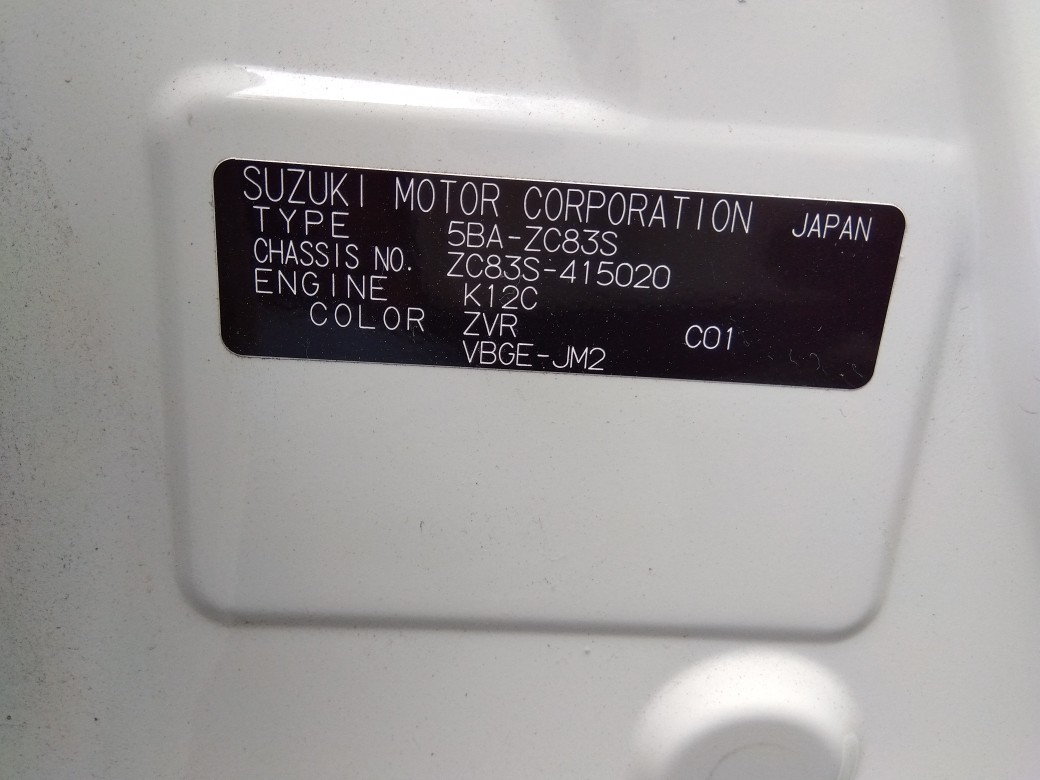 SUZUKI MOTOR CORPORATION JAPAN
TYPE 5BA-ZC83S
CHASSIS NO. ZC83S-415020
ENGINE K12C
COLOR ZVR C01
VBGE-JM2